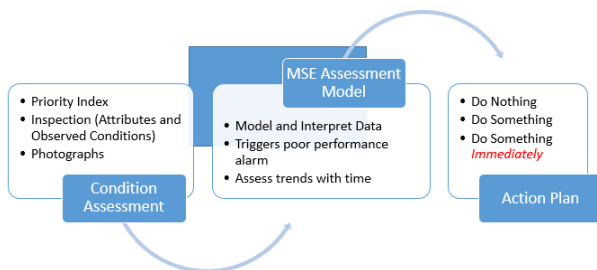 • Priority Index
• Inspection (Attributes and
Observed Conditions)
• Photographs
Condition
Assessment
MSE Assessment
Model
• Model and Interpret Data
• Triggers poor performance
alarm
• Assess trends with time
• Do Nothing
• Do Something
• Do Something
Immediately
Action Plan